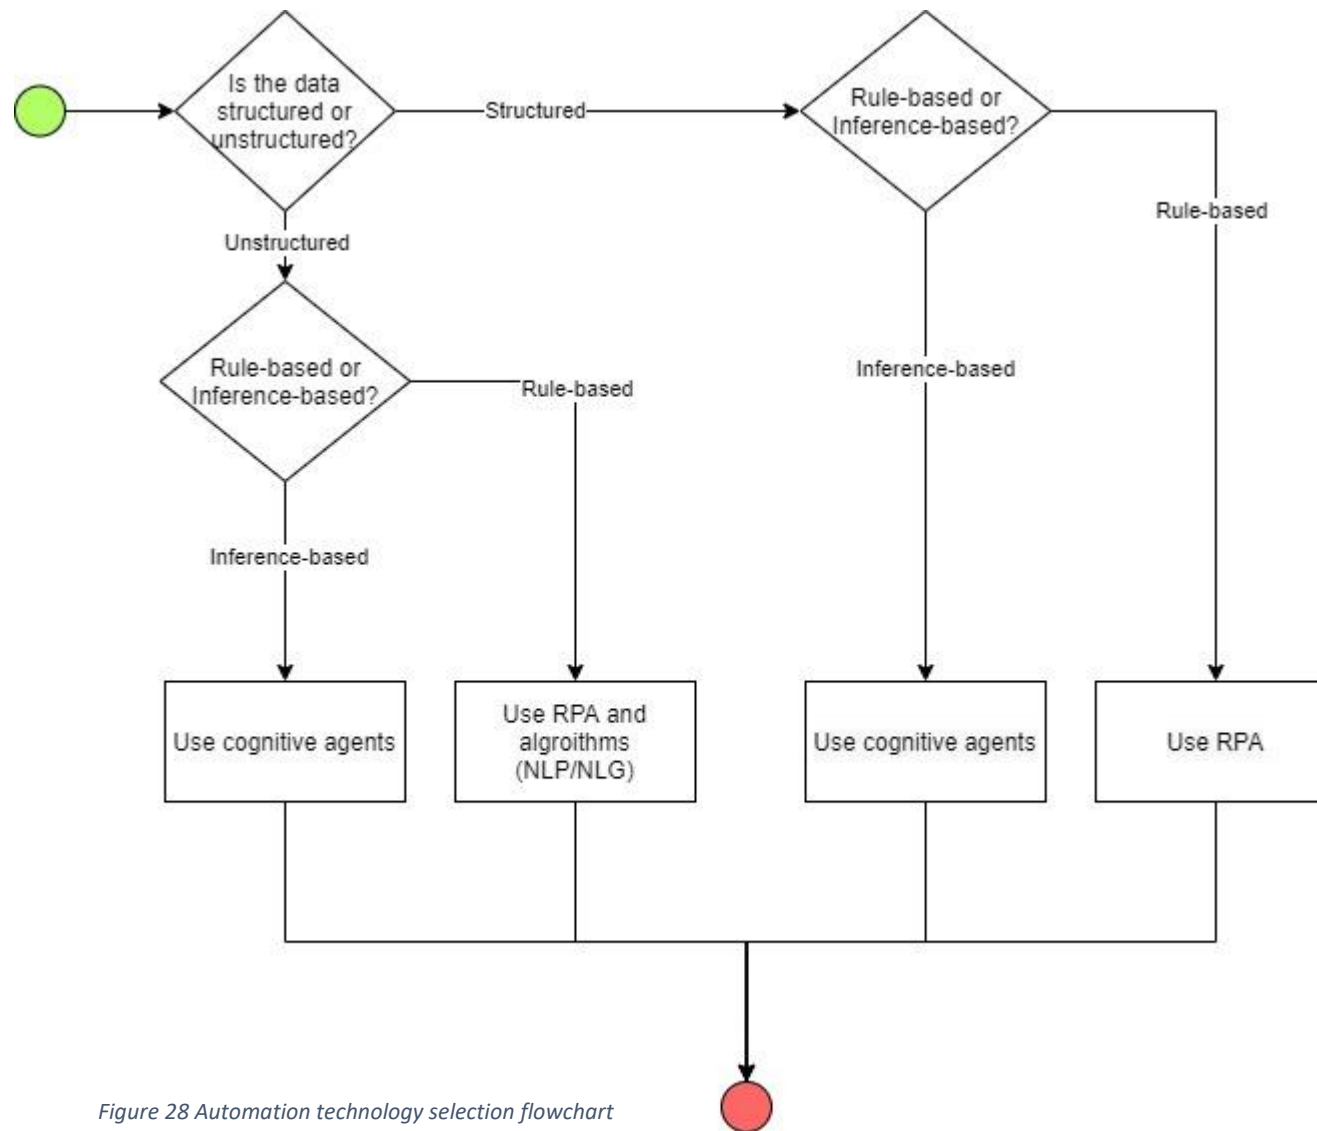 Is the data
structured or
unstructured?
Structured
Rule-based or
Inference-based?
Rule-based
Unstructured
Rule-based or
Inference-based?
Rule-based
Inference-based
Inference-based
Use cognitive agents
Use RPA and
algroithms
(NLP/NLG)
Use cognitive agents
Use RPA
Figure 28 Automation technology selection flowchart